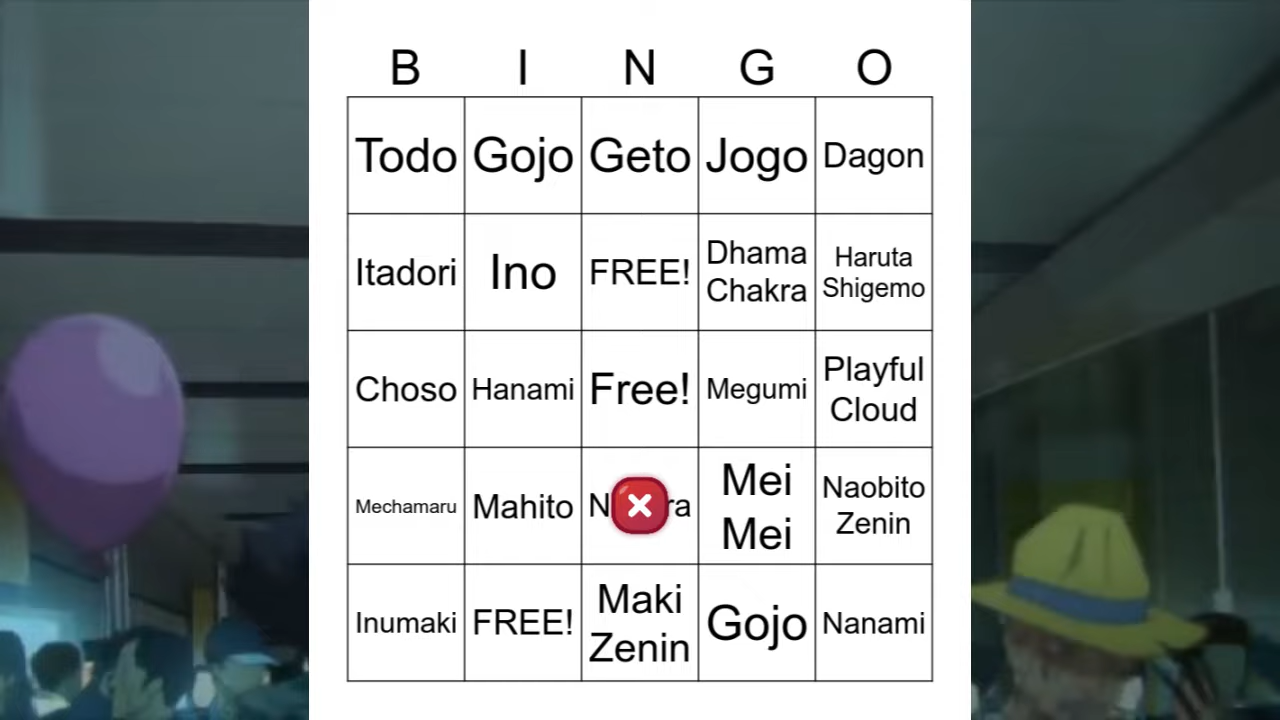 B I N G O
Todo Gojo Geto Jogo Dagon
Itadori Ino FREE! Dhama Chakra Haruta Shigemo
Choso Hanami Free! Megumi Playful Cloud
Mechamaru Mahito Mei Mei Naobito Zenin
Inumaki FREE! Maki Zenin Gojo Nanami